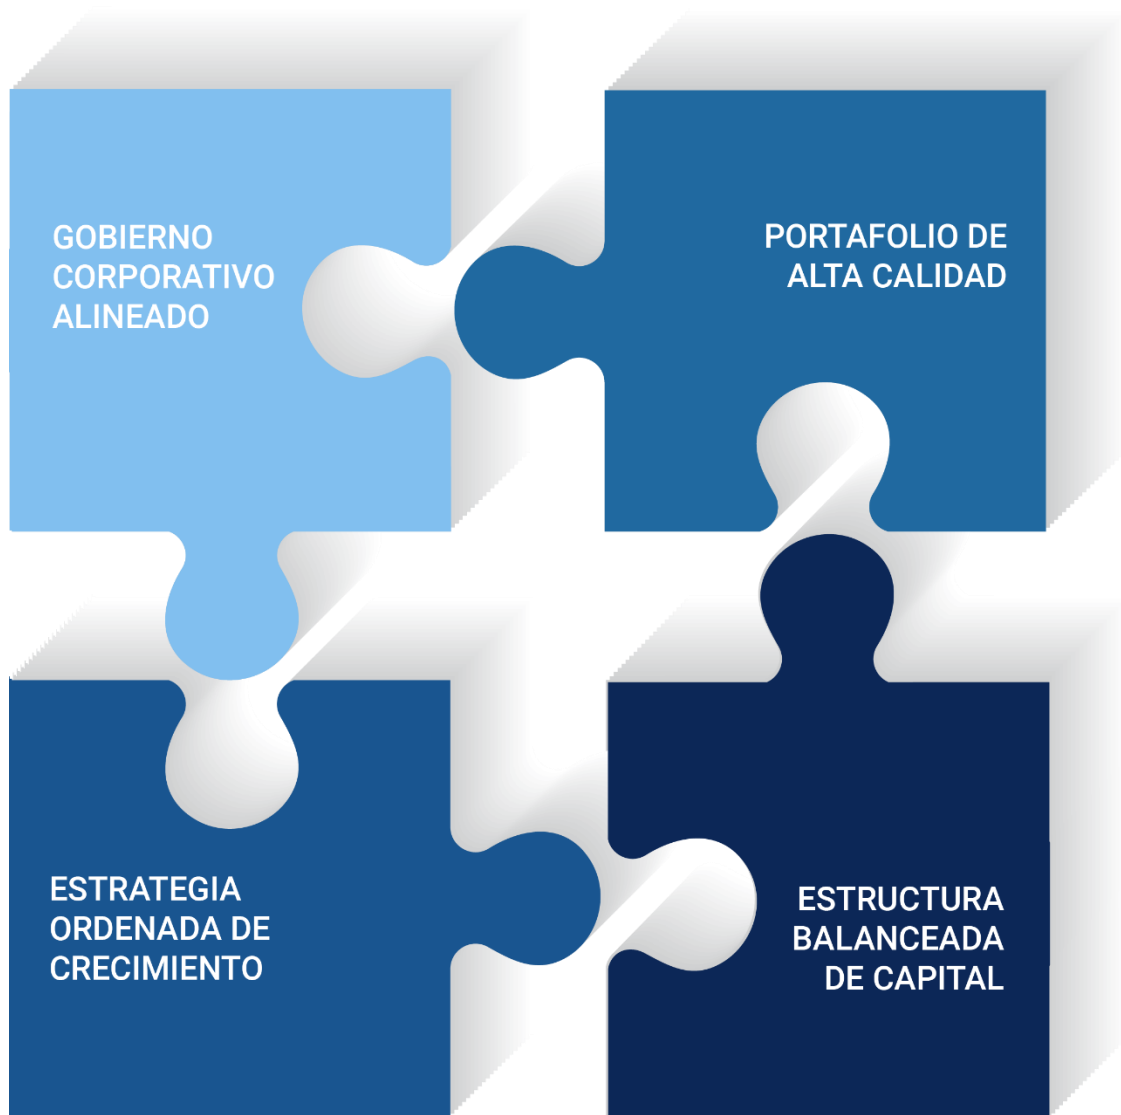 GOBIERNO
CORPORATIVO
ALINEADO
PORTAFOLIO DE
ALTA CALIDAD
ESTRATEGIA
ORDENADA DE
CRECIMIENTO
ESTRUCTURA
BALANCEADA
DE CAPITAL